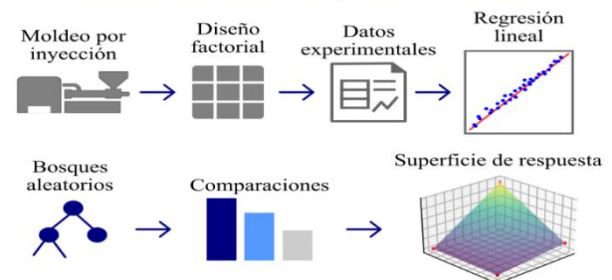 Moldeo por
inyección
Diseño
factorial
Datos
experimentales
Regresión
lineal
Bosques
aleatorios
Comparaciones
Superficie de respuesta